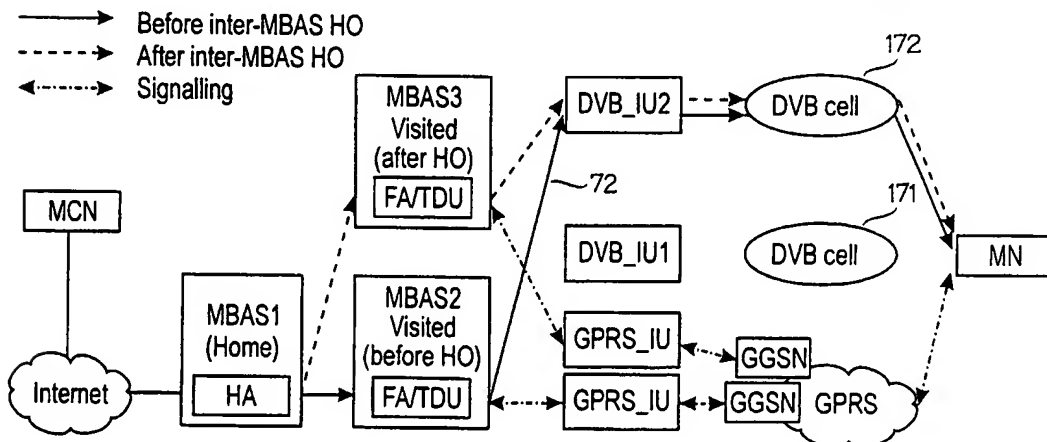 Before inter-MBAS HO
After inter-MBAS HO
Signalling
MCN
Internet
MBAS1
(Home)
HA
MBAS3
Visited
(after HO)
FA/TDU
MBAS2
Visited
(before HO)
FA/TDU
72
DVB_IU2
DVB_IU1
GPRS_IU
GPRS_IU
172
DVB cell
171
DVB cell
GGSN
GGSN
GPRS
MN